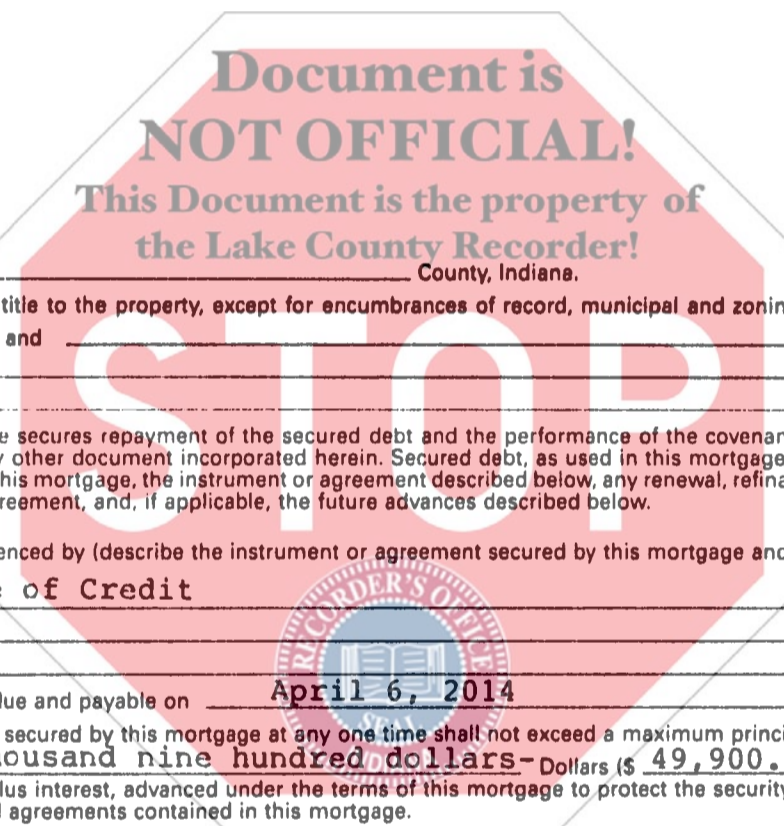 Document is
NOT OFFICIAL!
This Document is the property of
the Lake County Recorder!
County, Indiana.
title to the property, except for encumbrances of record, municipal and zonin
and
STOP
e secures repayment of the secured debt and the performance of the covenan
y other document incorporated herein. Secured debt, as used in this mortgage
his mortgage, the instrument or agreement described below, any renewal, refina
reement, and, if applicable, the future advances described below.
enced by (describe the instrument or agreement secured by this mortgage and
e of Credit
RECORDER'S OFFICE
lue and payable on April 6, 2014
SEAL
secured by this mortgage at any one time shall not exceed a maximum princi
ousand nine hundred dollars- Dollars ($ 49,900.
INDIANA
lus interest, advanced under the terms of this mortgage to protect the security
d agreements contained in this mortgage.